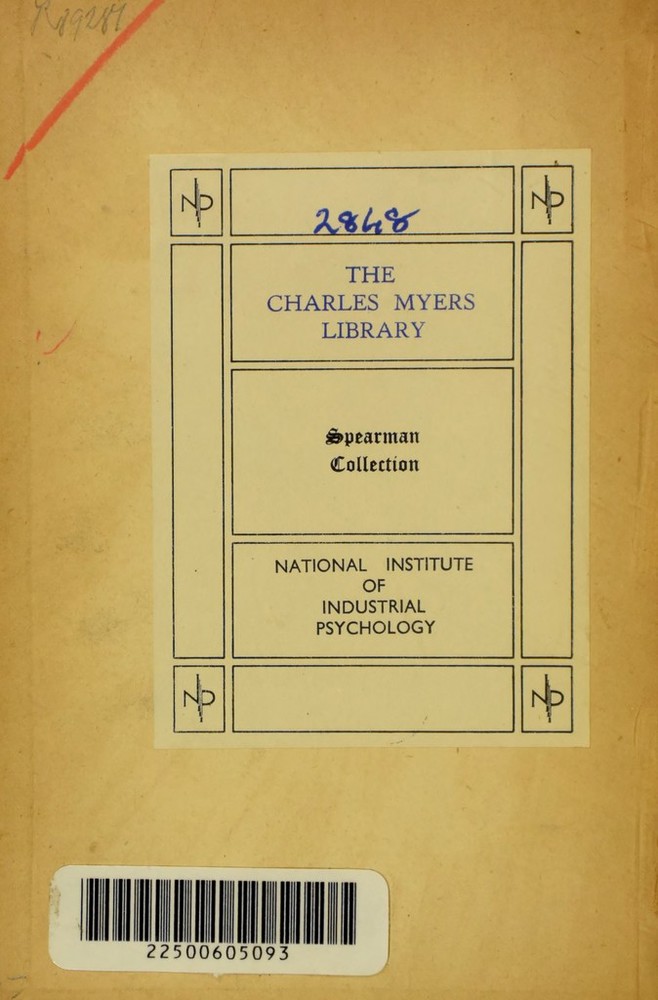 2848
THE
CHARLES MYERS
LIBRARY
Spearman
Collection
NATIONAL INSTITUTE
OF
INDUSTRIAL
PSYCHOLOGY
22500605093